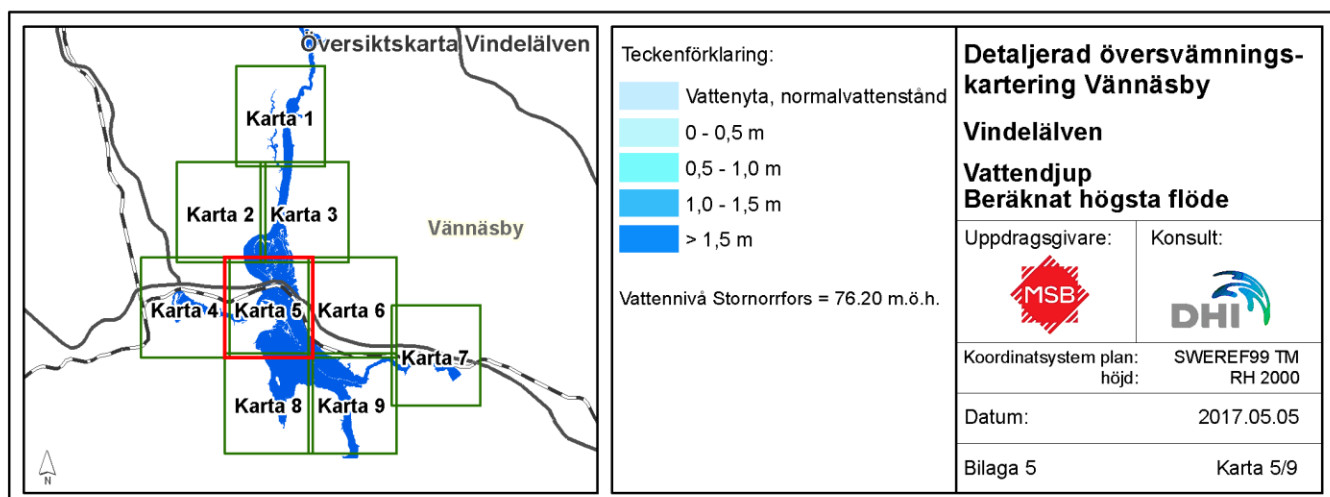 Översiktskarta Vindelälven
Karta 1
Karta 2
Karta 3
Vännäsby
Karta 4
Karta 5
Karta 6
Karta 7
Karta 8
Karta 9
N
Teckenförklaring:
Vattenyta, normalvattenstånd
0 - 0,5 m
0,5 - 1,0 m
1,0 - 1,5 m
> 1,5 m
Vattennivå Stornorrfors = 76.20 m.ö.h.
Detaljerad översvämnings-
kartering Vännäsby
Vindelälven
Vattendjup
Beräknat högsta flöde
Uppdragsgivare:
MSB
Konsult:
DHI
Koordinatsystem plan: SWEREF99 TM
höjd: RH 2000
Datum: 2017.05.05
Bilaga 5 Karta 5/9